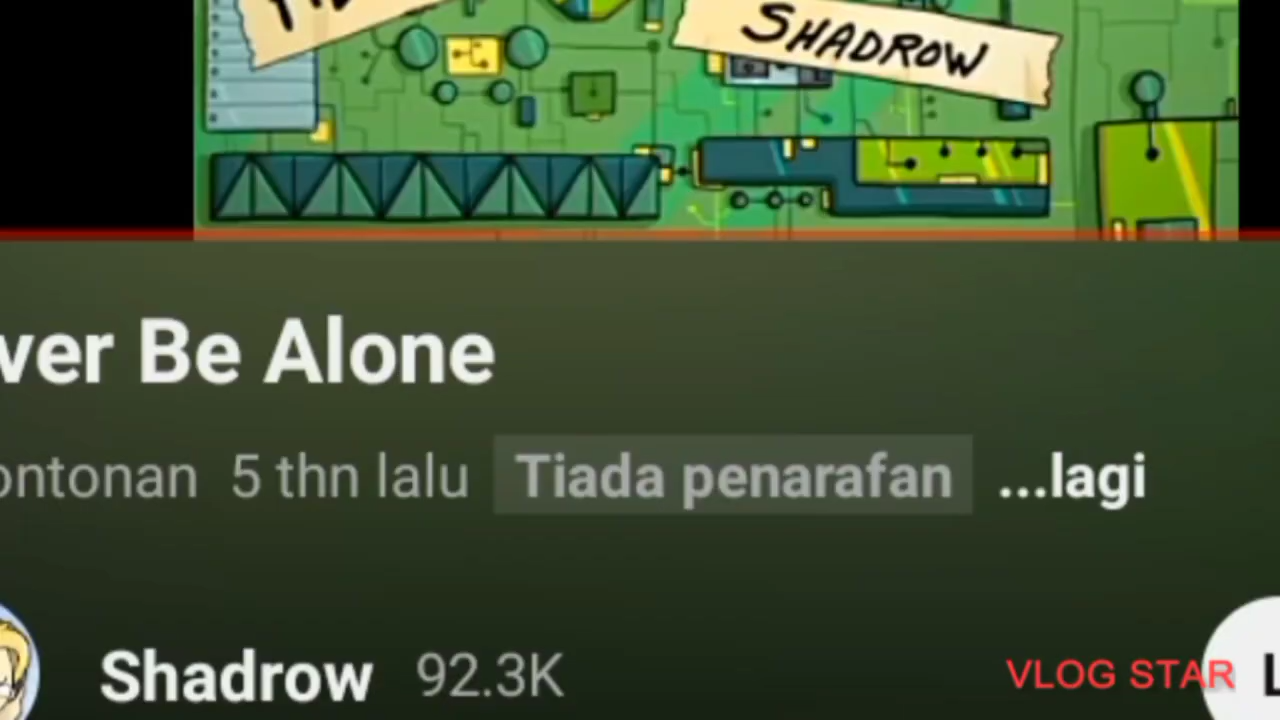 SHADROW
ver Be Alone
ontonan 5 thn lalu Tiada penarafan ...lagi
Shadrow 92.3K
VLOG STAR